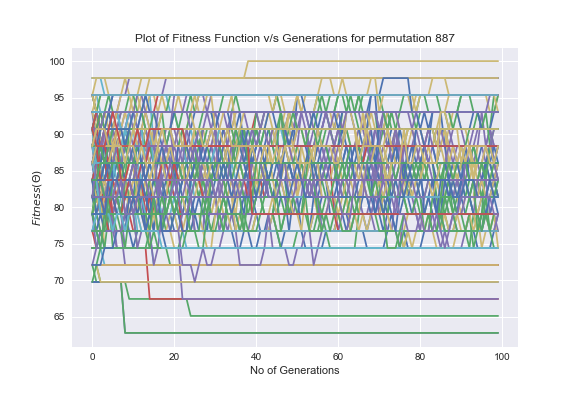 Plot of Fitness Function v/s Generations for permutation 887
100
95
90
85
80
75
70
65
Fitness(Θ)
0 20 40 60 80 100
No of Generations